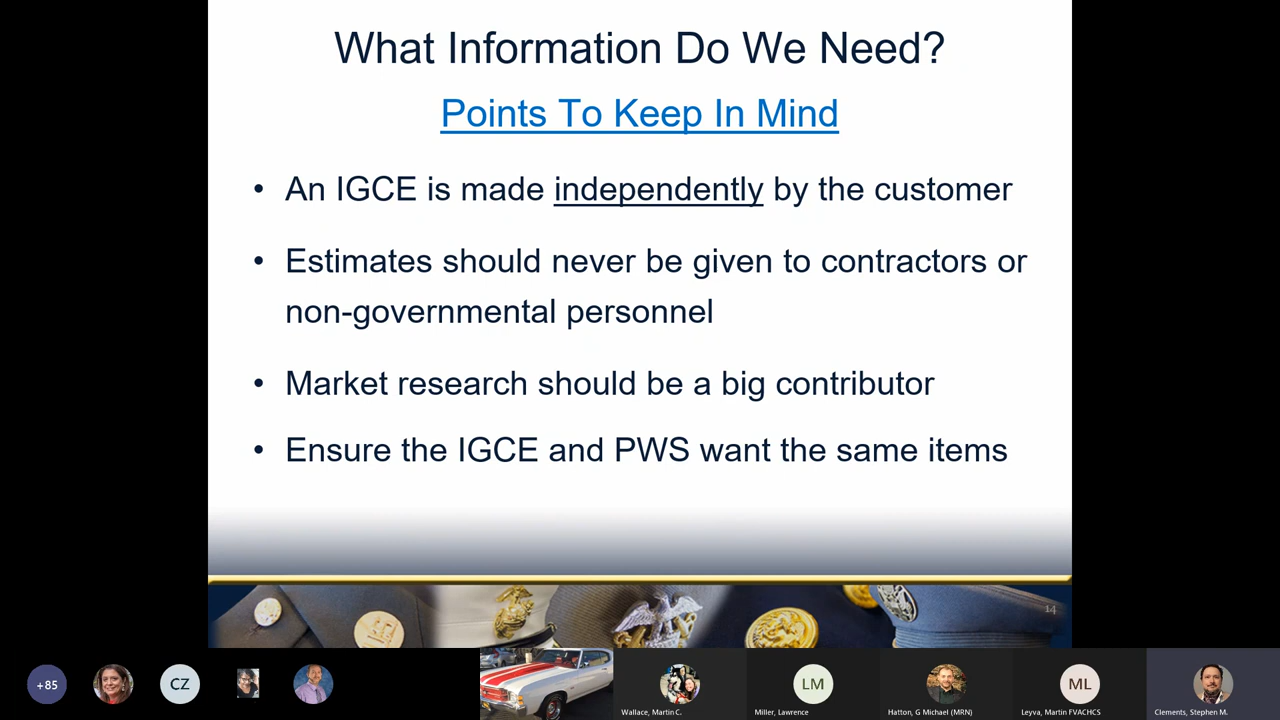 What Information Do We Need?
Points To Keep In Mind
• An IGCE is made independently by the customer
• Estimates should never be given to contractors or
non-governmental personnel
• Market research should be a big contributor
• Ensure the IGCE and PWS want the same items
14
+85
CZ
LM
ML
Wallace, Martin C.
Miller, Lawrence
Hatton, G Michael (MRN)
Leyva, Martin FVACHCS
Clements, Stephen M.